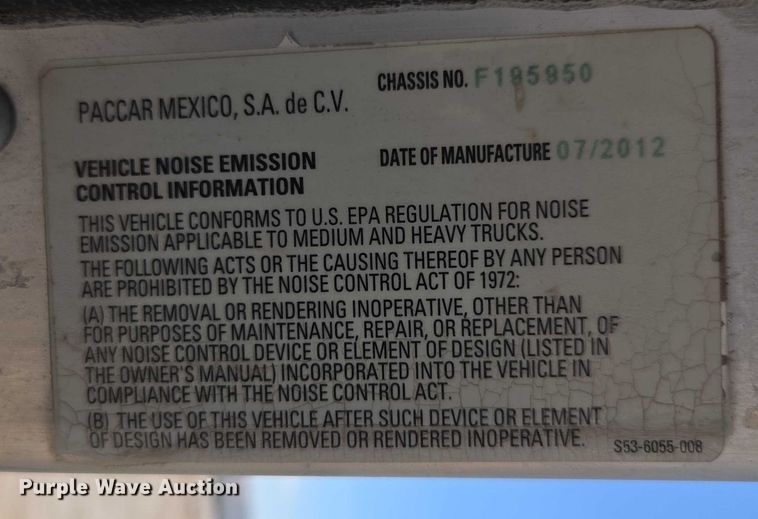 PACCAR MEXICO, S.A. de C.V.
CHASSIS NO. F195950
VEHICLE NOISE EMISSION
CONTROL INFORMATION
DATE OF MANUFACTURE 07/2012
THIS VEHICLE CONFORMS TO U.S. EPA REGULATION FOR NOISE
EMISSION APPLICABLE TO MEDIUM AND HEAVY TRUCKS.
THE FOLLOWING ACTS OR THE CAUSING THEREOF BY ANY PERSON
ARE PROHIBITED BY THE NOISE CONTROL ACT OF 1972:
(A) THE REMOVAL OR RENDERING INOPERATIVE, OTHER THAN
FOR PURPOSES OF MAINTENANCE, REPAIR, OR REPLACEMENT, OF
ANY NOISE CONTROL DEVICE OR ELEMENT OF DESIGN (LISTED IN
THE OWNER'S MANUAL) INCORPORATED INTO THE VEHICLE IN
COMPLIANCE WITH THE NOISE CONTROL ACT.
(B) THE USE OF THIS VEHICLE AFTER SUCH DEVICE OR ELEMENT
OF DESIGN HAS BEEN REMOVED OR RENDERED INOPERATIVE.
S53-6055-008
Purple Wave Auction